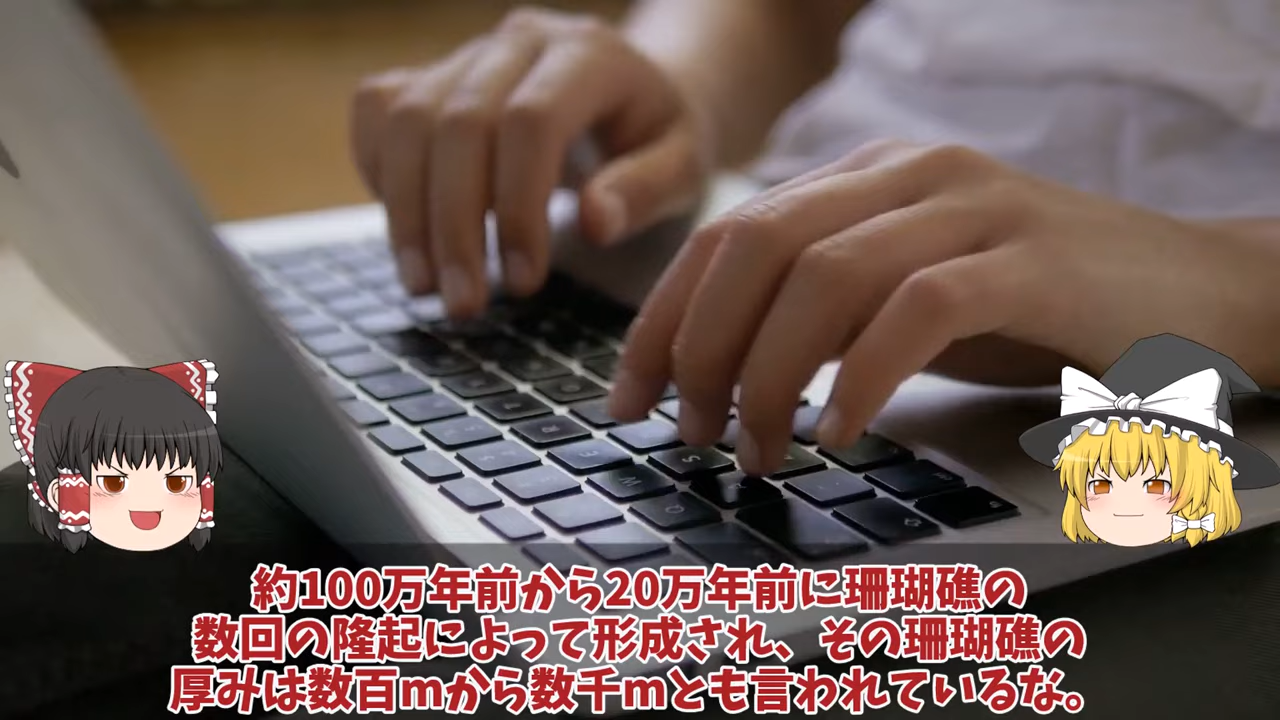 約100万年前から20万年前に珊瑚礁の
数回の隆起によって形成され、その珊瑚礁の
厚みは数百mから数千mとも言われているな。